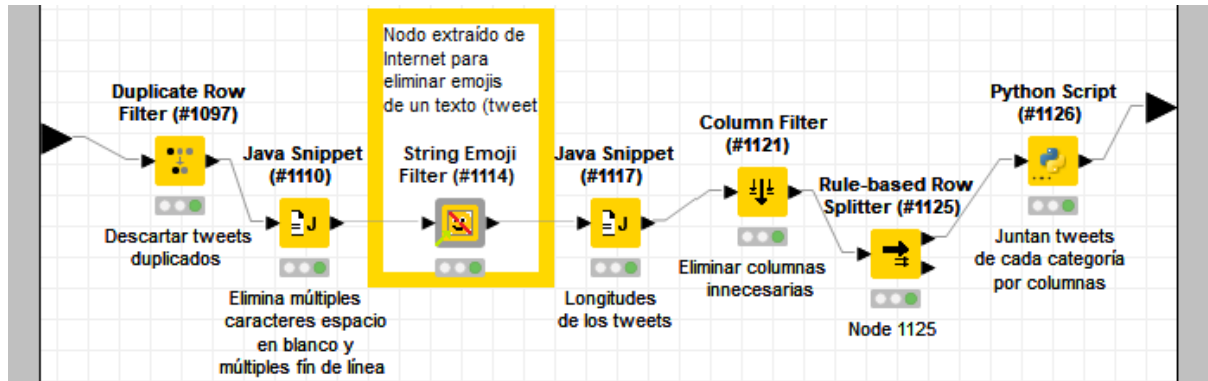 Nodo extraído de
Internet para
eliminar emojis
de un texto (tweet
Duplicate Row
Filter (#1097)
Descartar tweets
duplicados
Java Snippet
(#1110)
Elimina múltiples
caracteres espacio
en blanco y
múltiples fín de línea
String Emoji
Filter (#1114)
Java Snippet
(#1117)
Longitudes
de los tweets
Column Filter
(#1121)
Eliminar columnas
innecesarias
Rule-based Row
Splitter (#1125)
Node 1125
Python Script
(#1126)
Juntan tweets
de cada categoría
por columnas